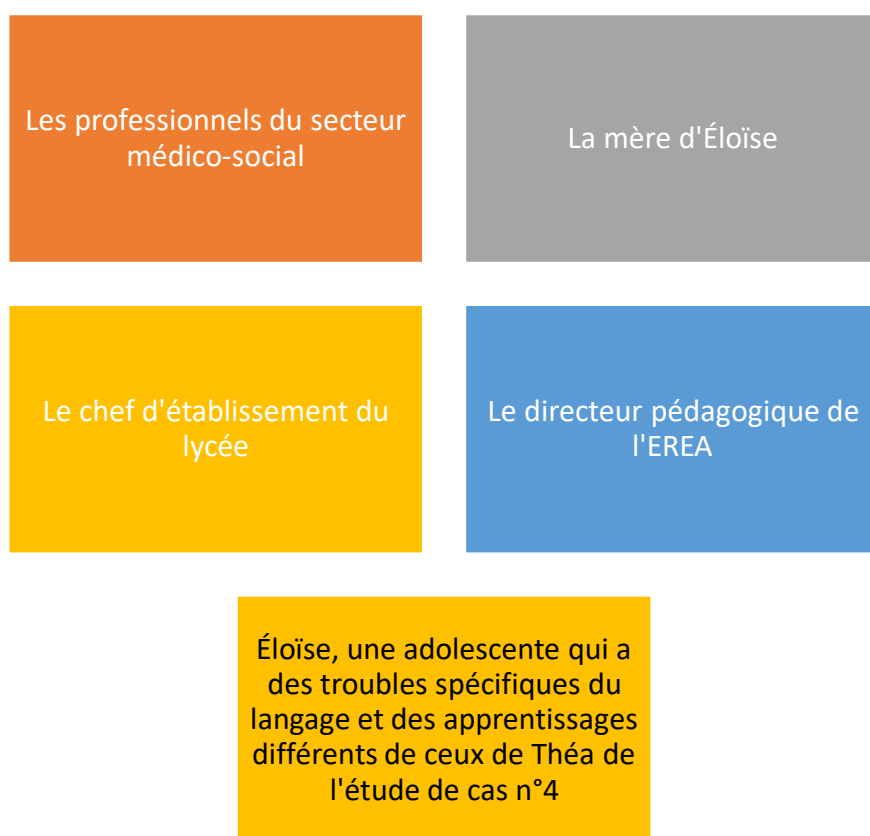 Les professionnels du secteur
médico-social
La mère d'Éloïse
Le chef d'établissement du
lycée
Le directeur pédagogique de
l'EREA
Éloïse, une adolescente qui a
des troubles spécifiques du
langage et des apprentissages
différents de ceux de Théa de
l'étude de cas n°4